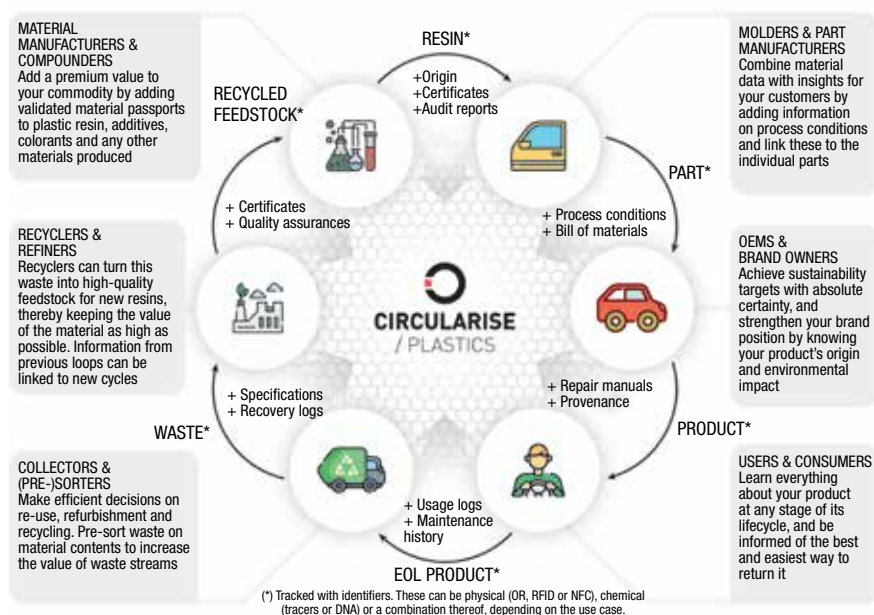 MATERIAL
MANUFACTURERS &
COMPOUNDERS
Add a premium value to
your commodity by adding
validated material passports
to plastic resin, additives,
colorants and any other
materials produced
RECYCLED
FEEDSTOCK*
RESIN*
+Origin
+Certificates
+Audit reports
MOLDERS & PART
MANUFACTURERS
Combine material
data with insights for
your customers by
adding information
on process conditions
and link these to the
individual parts
PART*
+ Certificates
+ Quality assurances
+ Process conditions
+ Bill of materials
RECYCLERS &
REFINERS
Recyclers can turn this
waste into high-quality
feedstock for new resins,
thereby keeping the value
of the material as high as
possible. Information from
previous loops can be
linked to new cycles
CIRCULARISE
/ PLASTICS
OEMS &
BRAND OWNERS
Achieve sustainability
targets with absolute
certainty, and
strengthen your brand
position by knowing
your product's origin
and environmental
impact
+ Specifications
+ Recovery logs
+ Repair manuals
+ Provenance
WASTE*
PRODUCT*
COLLECTORS &
(PRE-)SORTERS
Make efficient decisions on
re-use, refurbishment and
recycling. Pre-sort waste on
material contents to increase
the value of waste streams
+ Usage logs
+ Maintenance
history
EOL PRODUCT*
USERS & CONSUMERS
Learn everything
about your product
at any stage of its
lifecycle, and be
informed of the best
and easiest way to
return it
(*) Tracked with identifiers. These can be physical (OR, RFID or NFC), chemical
(tracers or DNA) or a combination thereof, depending on the use case.